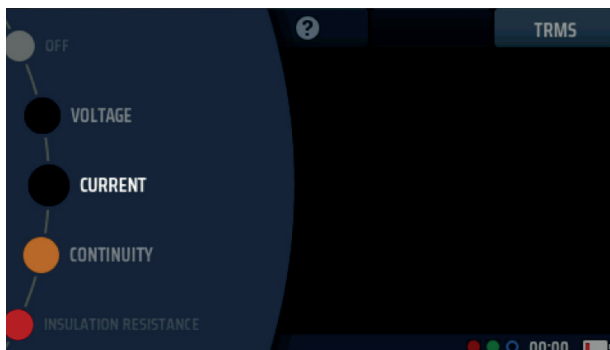 OFF
? TRMS
VOLTAGE
CURRENT
CONTINUITY
INSULATION RESISTANCE
00:00